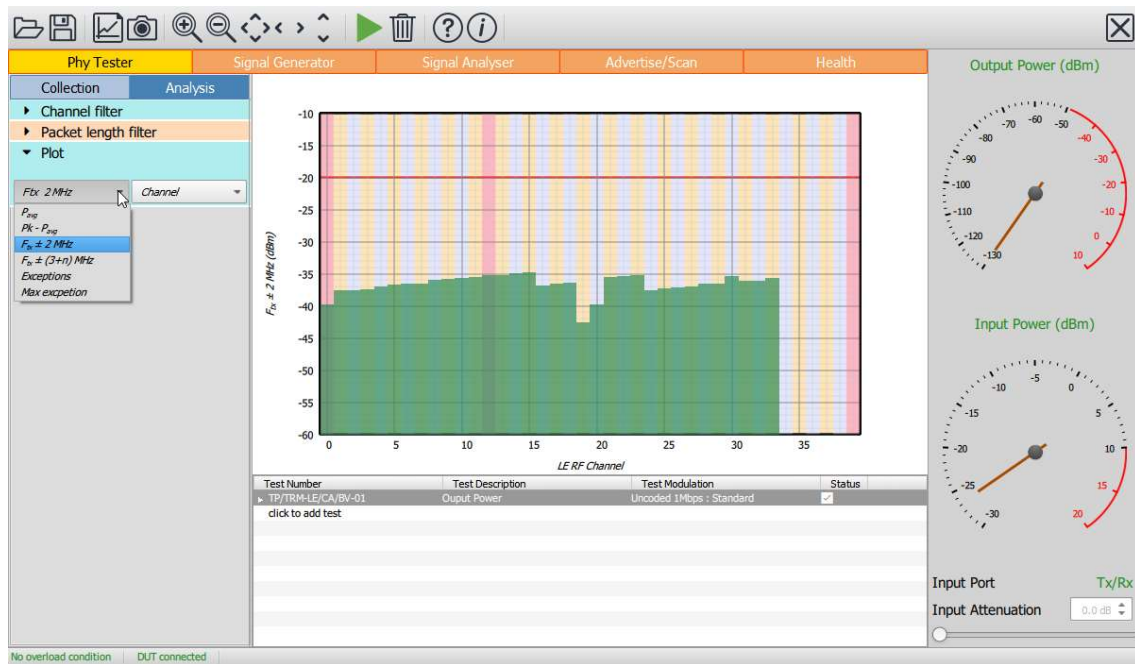 Phy Tester Signal Generator Signal Analyser Advertise/Scan Health
Collection Analysis
Channel filter
Packet length filter
Plot
Ftx 2 MHz Channel
Pavg
Pk - Pavg
Ftx ± 2 MHz
Ftx ± (3+n) MHz
Exceptions
Max excpetion
Ftx ± 2 MHz (dBm)
-10
-15
-20
-25
-30
-35
-40
-45
-50
-55
-60
0 5 10 15 20 25 30 35
LE RF Channel
Test Number Test Description Test Modulation Status
TP/TRM-LE/CA/BV-01 Ouput Power Uncoded 1Mbps : Standard
click to add test
Output Power (dBm)
-130 -120 -110 -100 -90 -80 -70 -60 -50 -40 -30 -20 -10 0 10
Input Power (dBm)
-30 -25 -20 -15 -10 -5 0 5 10 15 20
Input Port Tx/Rx
Input Attenuation 0.0 dB
No overload condition DUT connected